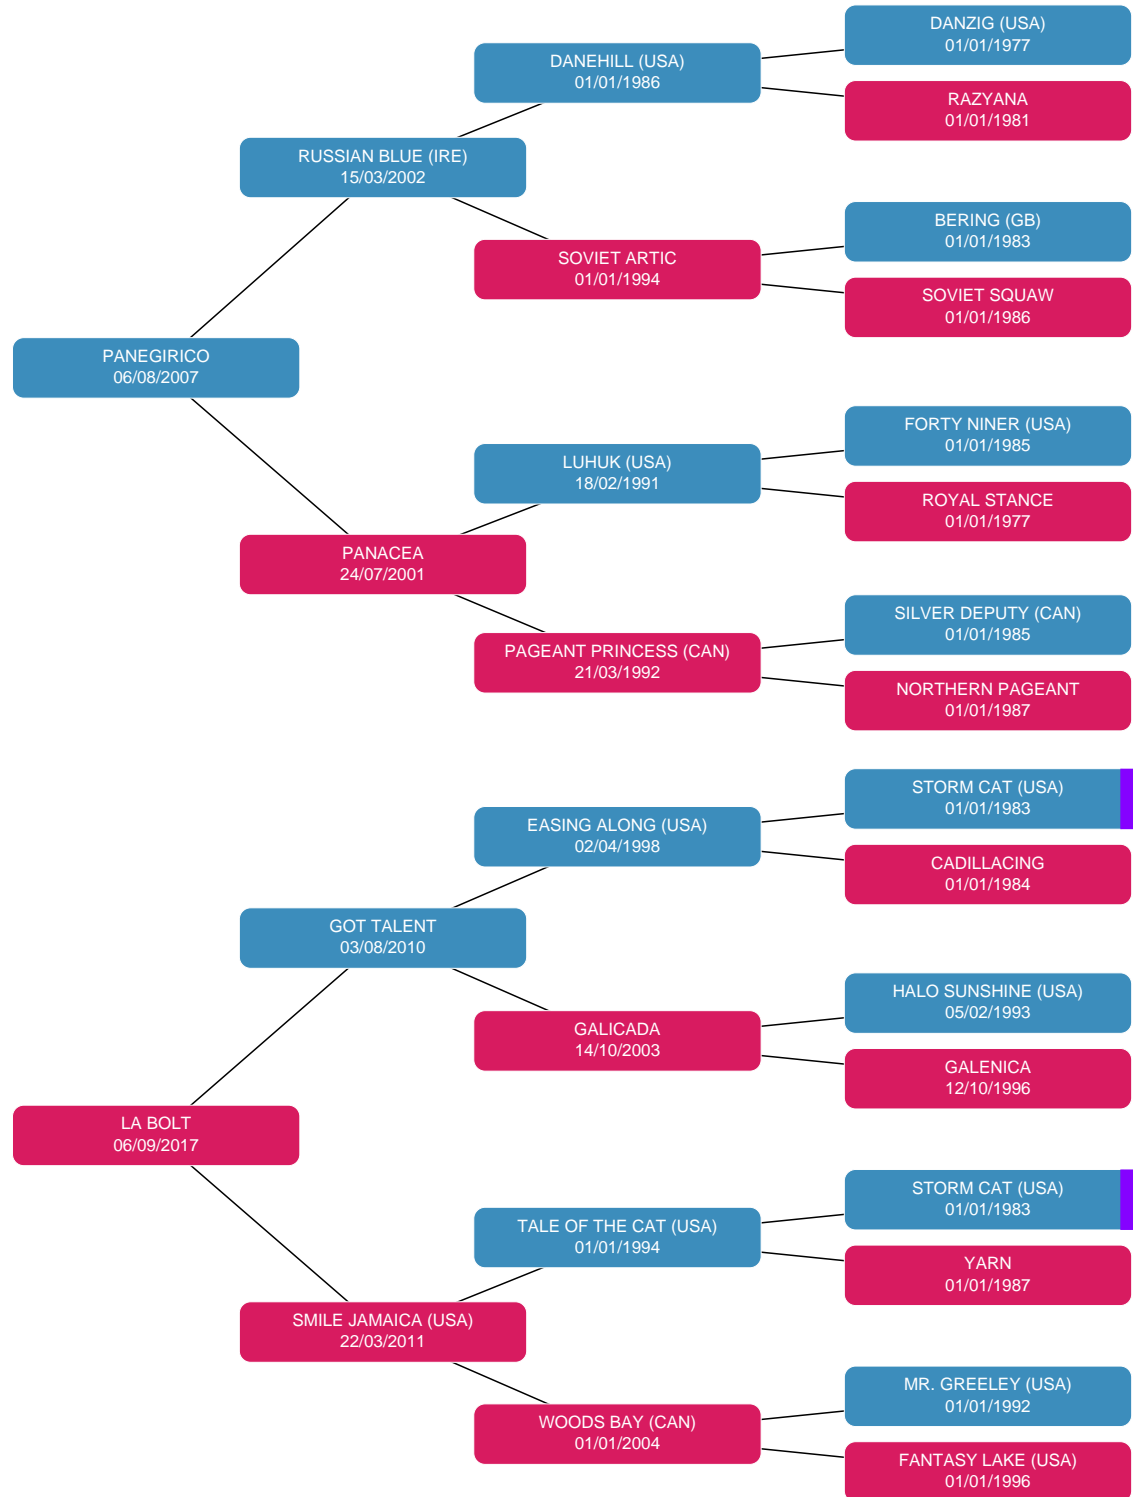 DANZIG (USA)
01/01/1977
DANEHILL (USA)
01/01/1986
RAZYANA
01/01/1981
RUSSIAN BLUE (IRE)
15/03/2002
BERING (GB)
01/01/1983
SOVIET ARTIC
01/01/1994
SOVIET SQUAW
01/01/1986
PANEGIRICO
06/08/2007
FORTY NINER (USA)
01/01/1985
LUHUK (USA)
18/02/1991
ROYAL STANCE
01/01/1977
PANACEA
24/07/2001
SILVER DEPUTY (CAN)
01/01/1985
PAGEANT PRINCESS (CAN)
21/03/1992
NORTHERN PAGEANT
01/01/1987
STORM CAT (USA)
01/01/1983
EASING ALONG (USA)
02/04/1998
CADILLACING
01/01/1984
GOT TALENT
03/08/2010
HALO SUNSHINE (USA)
05/02/1993
GALICADA
14/10/2003
GALENICA
12/10/1996
LA BOLT
06/09/2017
STORM CAT (USA)
01/01/1983
TALE OF THE CAT (USA)
01/01/1994
YARN
01/01/1987
SMILE JAMAICA (USA)
22/03/2011
MR. GREELEY (USA)
01/01/1992
WOODS BAY (CAN)
01/01/2004
FANTASY LAKE (USA)
01/01/1996